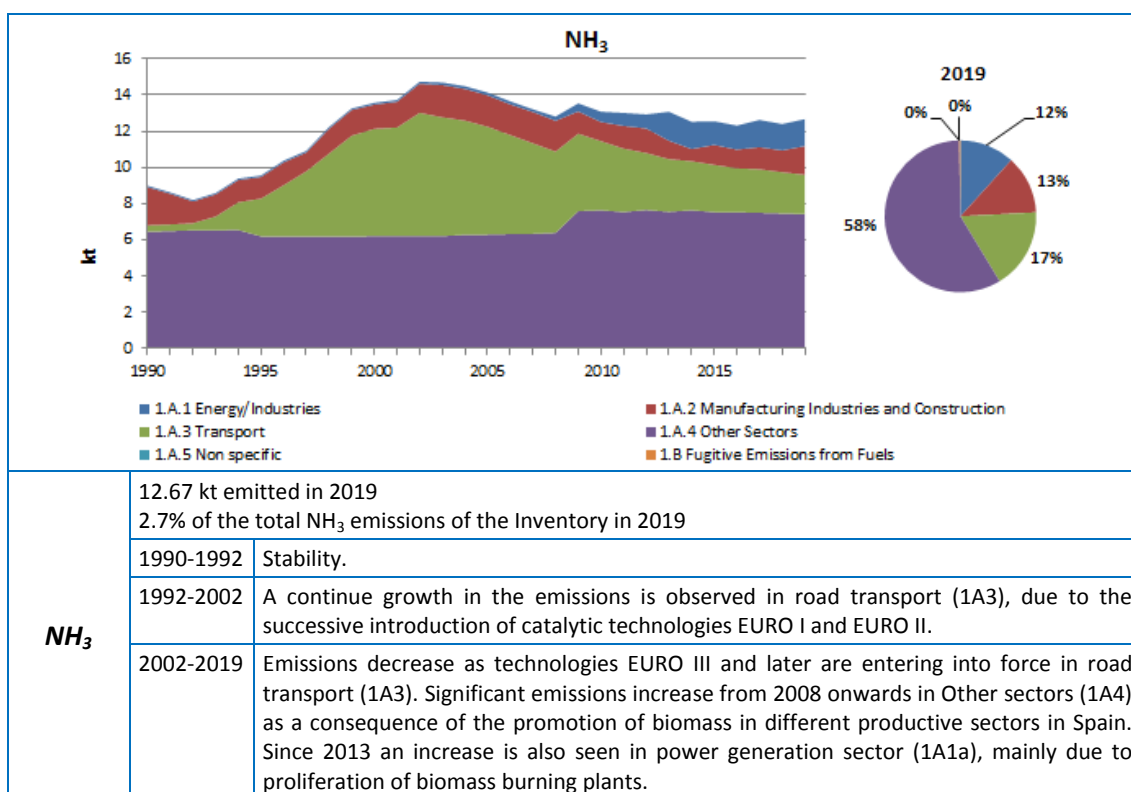 NH₃
16
14
12
10
8
6
4
2
0
kt
1990
1995
2000
2005
2010
2015
2019
0%
0%
12%
13%
17%
58%
1.A.1 Energy/Industries
1.A.2 Manufacturing Industries and Construction
1.A.3 Transport
1.A.4 Other Sectors
1.A.5 Non specific
1.B Fugitive Emissions from Fuels
NH₃
12.67 kt emitted in 2019
2.7% of the total NH₃ emissions of the Inventory in 2019
1990-1992 Stability.
1992-2002 A continue growth in the emissions is observed in road transport (1A3), due to the
successive introduction of catalytic technologies EURO I and EURO II.
2002-2019 Emissions decrease as technologies EURO III and later are entering into force in road
transport (1A3). Significant emissions increase from 2008 onwards in Other sectors (1A4)
as a consequence of the promotion of biomass in different productive sectors in Spain.
Since 2013 an increase is also seen in power generation sector (1A1a), mainly due to
proliferation of biomass burning plants.